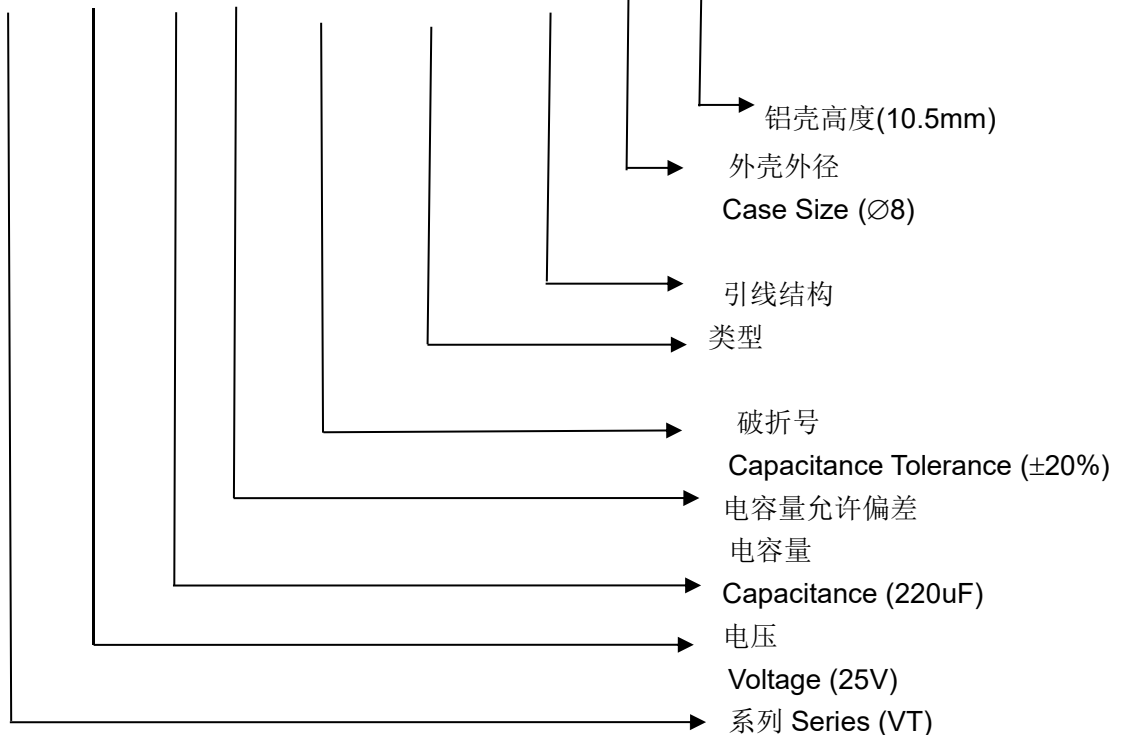 铝壳高度(10.5mm)
外壳外径
Case Size (∅8)
引线结构
类型
破折号
Capacitance Tolerance (±20%)
电容量允许偏差
电容量
Capacitance (220uF)
电压
Voltage (25V)
系列 Series (VT)